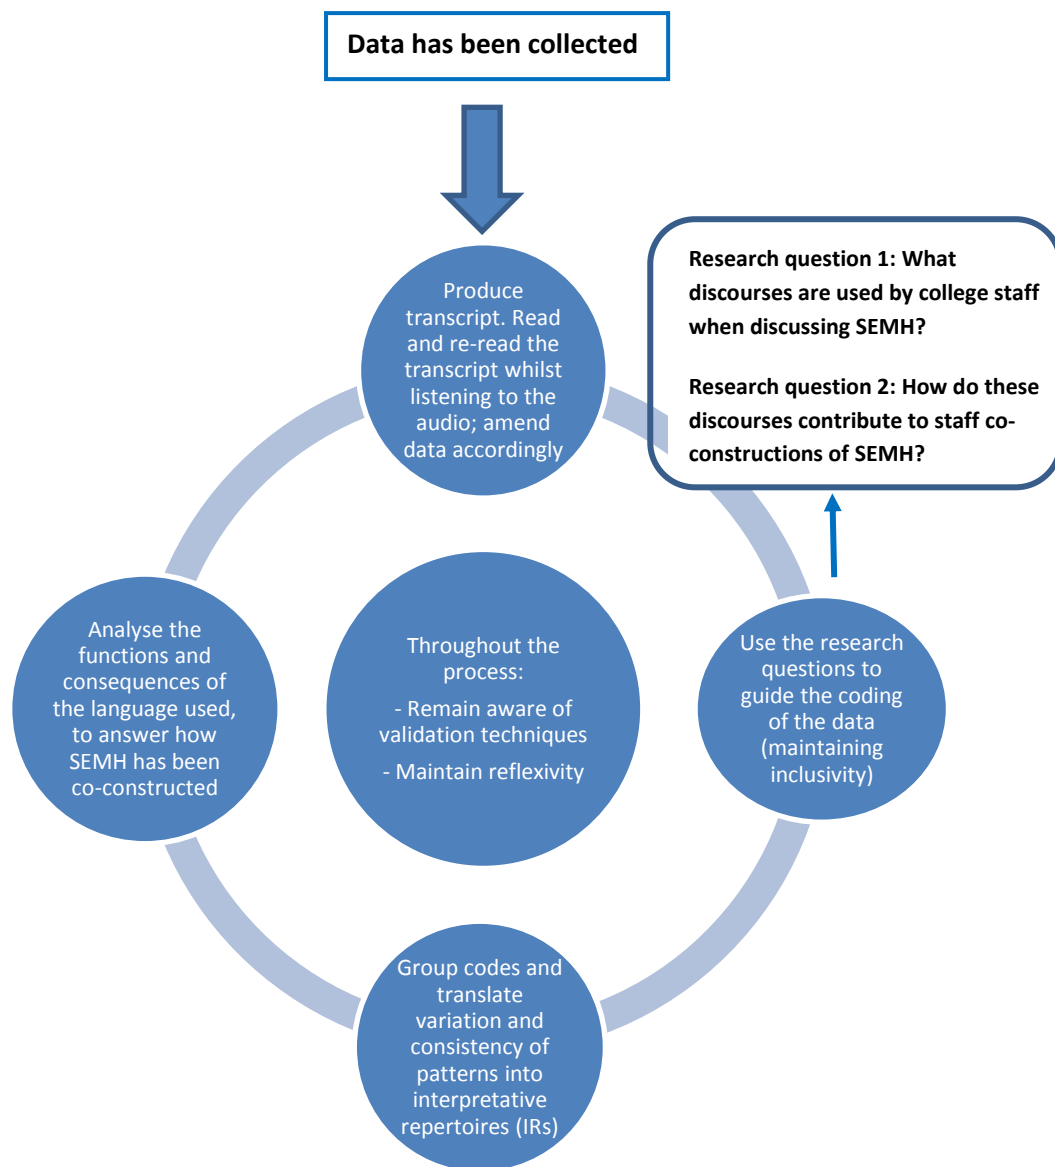 Data has been collected
Produce
transcript. Read
and re-read the
transcript whilst
listening to the
audio; amend
data accordingly
Research question 1: What
discourses are used by college staff
when discussing SEMH?
Research question 2: How do these
discourses contribute to staff co-
constructions of SEMH?
Use the research
questions to
guide the coding
of the data
(maintaining
inclusivity)
Group codes and
translate
variation and
consistency of
patterns into
interpretative
repertoires (IRs)
Analyse the
functions and
consequences of
the language used,
to answer how
SEMH has been
co-constructed
Throughout the
process:
- Remain aware of
validation techniques
- Maintain reflexivity